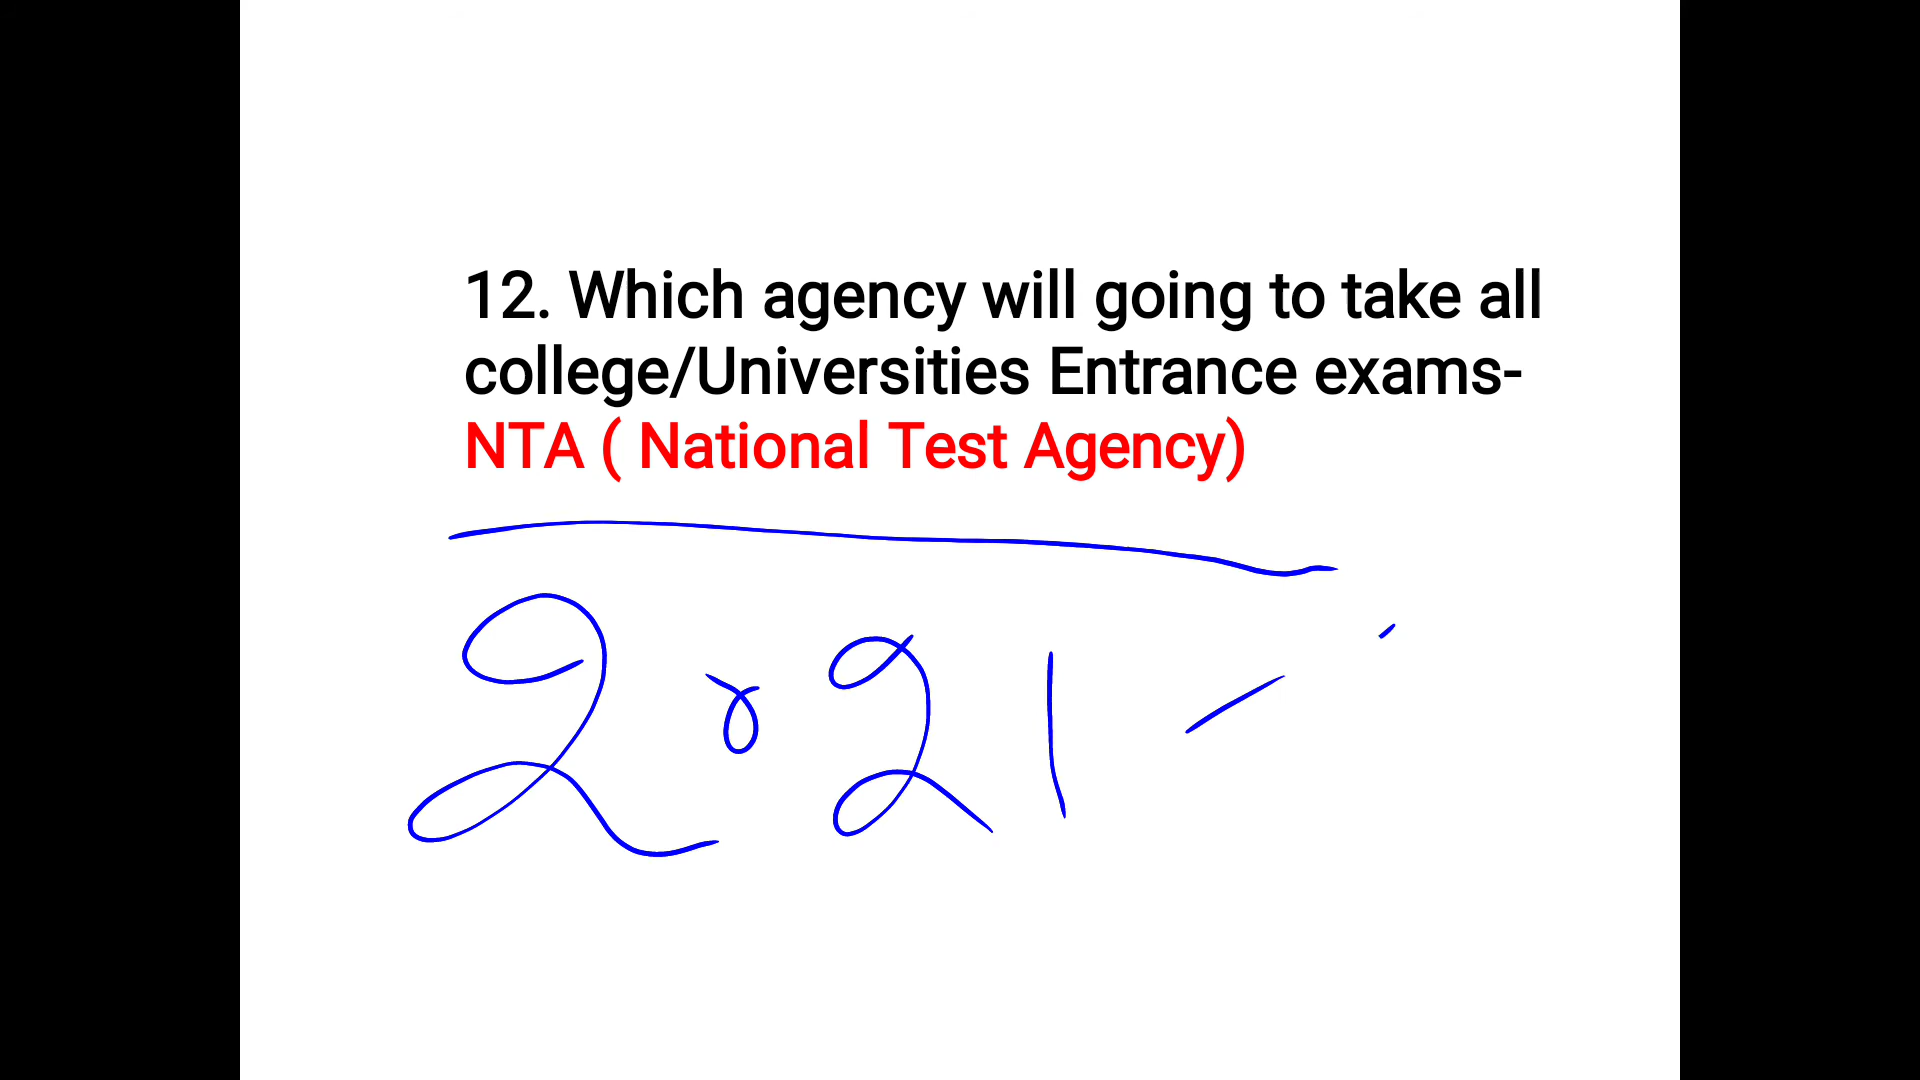 12. Which agency will going to take all
college/Universities Entrance exams-
NTA ( National Test Agency)
2021 -